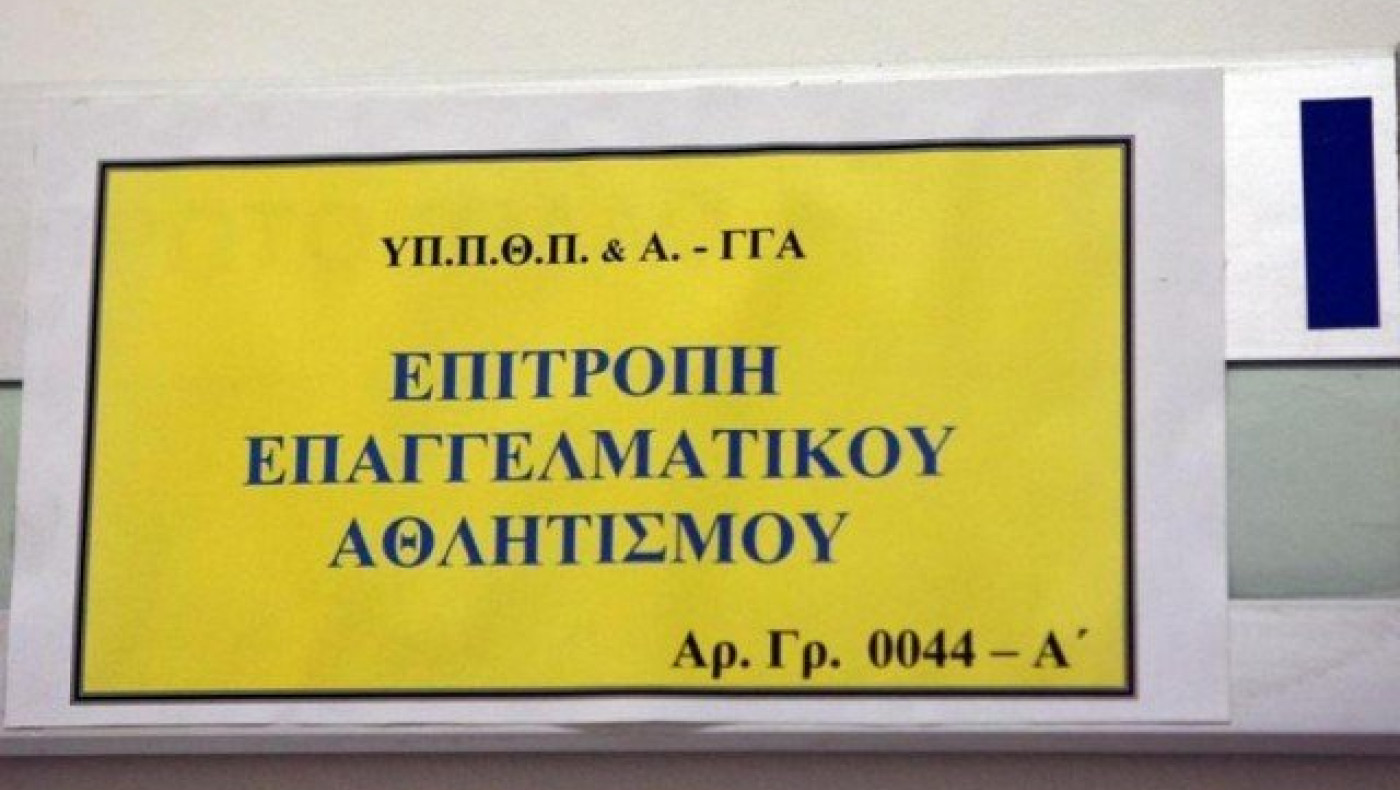 ΥΠ.Π.Θ.Π. & Α. - ΓΓΑ
ΕΠΙΤΡΟΠΗ
ΕΠΑΓΓΕΛΜΑΤΙΚΟΥ
ΑΘΛΗΤΙΣΜΟΥ
Αρ. Γρ. 0044 – Α΄